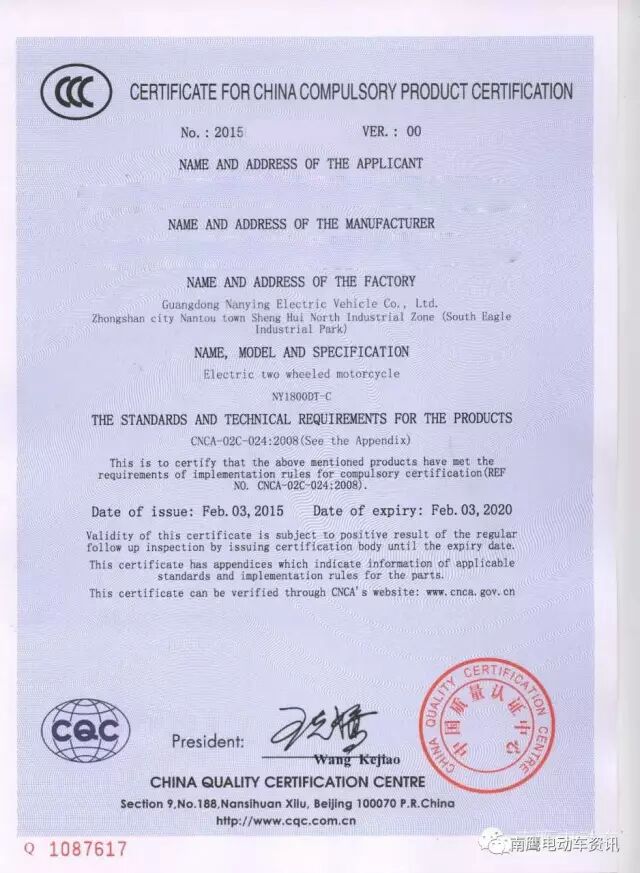 CCC
CERTIFICATE FOR CHINA COMPULSORY PRODUCT CERTIFICATION
No.: 2015 VER.: 00
NAME AND ADDRESS OF THE APPLICANT
NAME AND ADDRESS OF THE MANUFACTURER
NAME AND ADDRESS OF THE FACTORY
Guangdong Nanying Electric Vehicle Co., Ltd.
Zhongshan city Nantou town Sheng Hui North Industrial Zone (South Eagle
Industrial Park)
NAME, MODEL AND SPECIFICATION
Electric two wheeled motorcycle
NY1800DT-C
THE STANDARDS AND TECHNICAL REQUIREMENTS FOR THE PRODUCTS
CNCA-02C-024:2008(See the Appendix)
This is to certify that the above mentioned products have met the
requirements of implementation rules for compulsory certification(REF
NO. CNCA-02C-024:2008).
Date of issue: Feb. 03, 2015 Date of expiry: Feb. 03, 2020
Validity of this certificate is subject to positive result of the regular
follow up inspection by issuing certification body until the expiry date.
This certificate has appendices which indicate information of applicable
standards and implementation rules for the parts.
This certificate can be verified through CNCA's website: www.cnca.gov.cn
CHINA QUALITY CERTIFICATION CENTRE
中国质量认证中心
CQC
President: 王克娇
Wang Kejiao
CHINA QUALITY CERTIFICATION CENTRE
Section 9,No.188,Nansihuan Xilu, Beijing 100070 P.R.China
http://www.cqc.com.cn
Q 1087617
南鹰电动车资讯